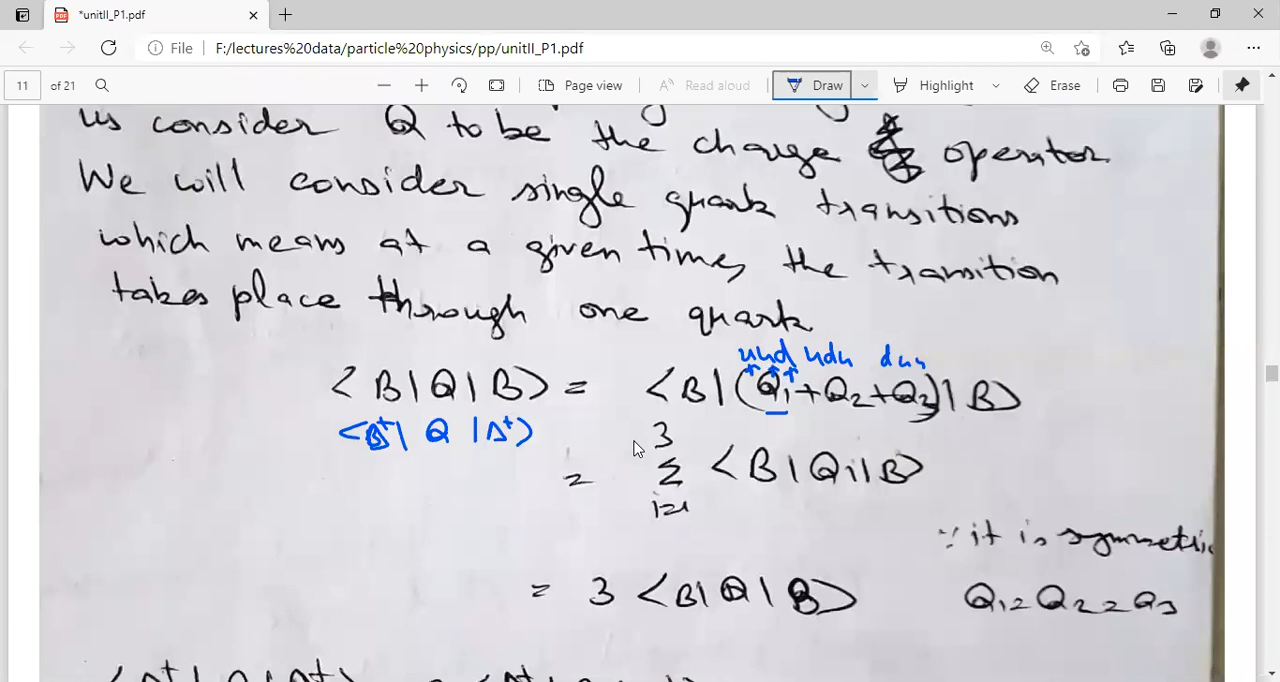 *unitII_P1.pdf
File F:/lectures%20data/particle%20physics/pp/unitII_P1.pdf
11 of 21 Page view Read aloud Draw Highlight Erase
us consider Q to be the charge operator
We will consider single quark transitions
which means at a given time, the transition
takes place through one quark
uud udu duu
<B|Q|B> = <B|(Q1+Q2+Q3)|B>
<Δ+| Q |Δ+>
3
= Σ <B|Qi|B>
i=1
∵ it is symmetric
= 3 <B|Q|B> Q1=Q2=Q3